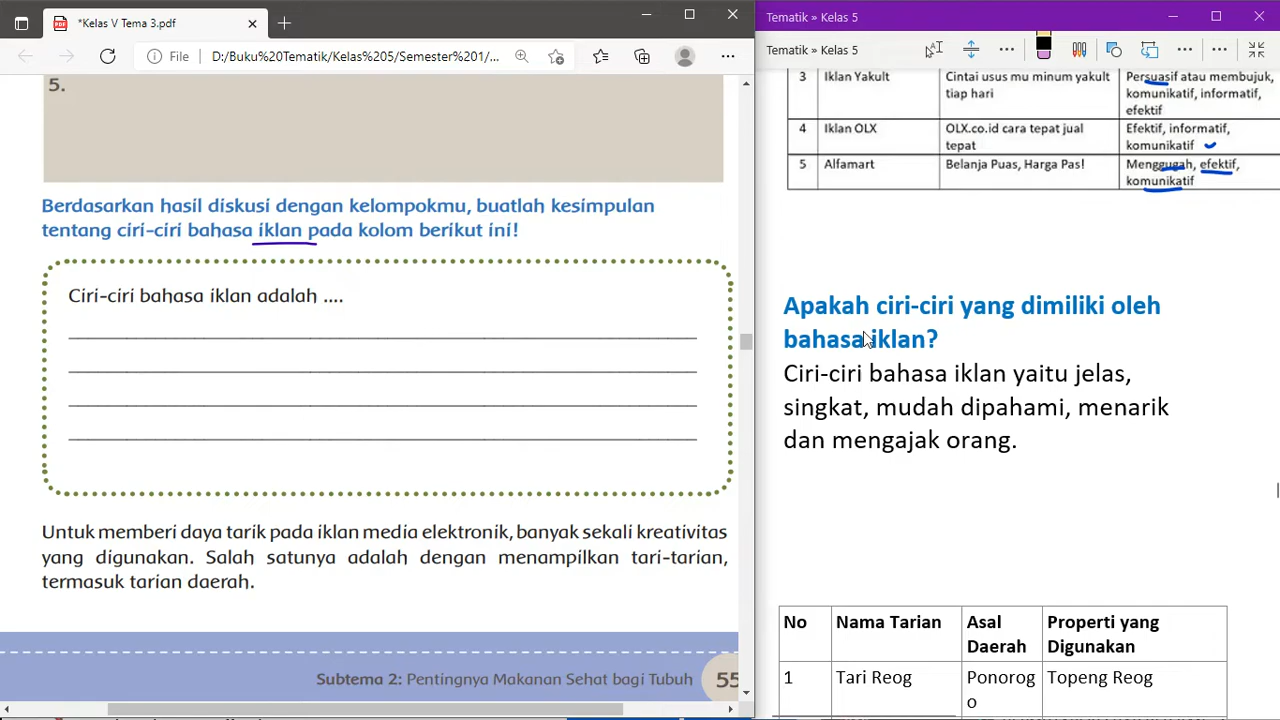 *Kelas V Tema 3.pdf
File
D:/Buku%20Tematik/Kelas%205/Semester%201/...
5.
Berdasarkan hasil diskusi dengan kelompokmu, buatlah kesimpulan
tentang ciri-ciri bahasa iklan pada kolom berikut ini!
Ciri-ciri bahasa iklan adalah ....
Untuk memberi daya tarik pada iklan media elektronik, banyak sekali kreativitas
yang digunakan. Salah satunya adalah dengan menampilkan tari-tarian,
termasuk tarian daerah.
Subtema 2: Pentingnya Makanan Sehat bagi Tubuh 55
Tematik » Kelas 5
Tematik » Kelas 5
3 Iklan Yakult Cintai usus mu minum yakult Persuasif atau membujuk,
tiap hari komunikatif, informatif,
efektif
4 Iklan OLX OLX.co.id cara tepat jual Efektif, informatif,
tepat komunikatif
5 Alfamart Belanja Puas, Harga Pas! Menggugah, efektif,
komunikatif
Apakah ciri-ciri yang dimiliki oleh
bahasa iklan?
Ciri-ciri bahasa iklan yaitu jelas,
singkat, mudah dipahami, menarik
dan mengajak orang.
No Nama Tarian Asal Properti yang
Daerah Digunakan
1 Tari Reog Ponorog Topeng Reog
o